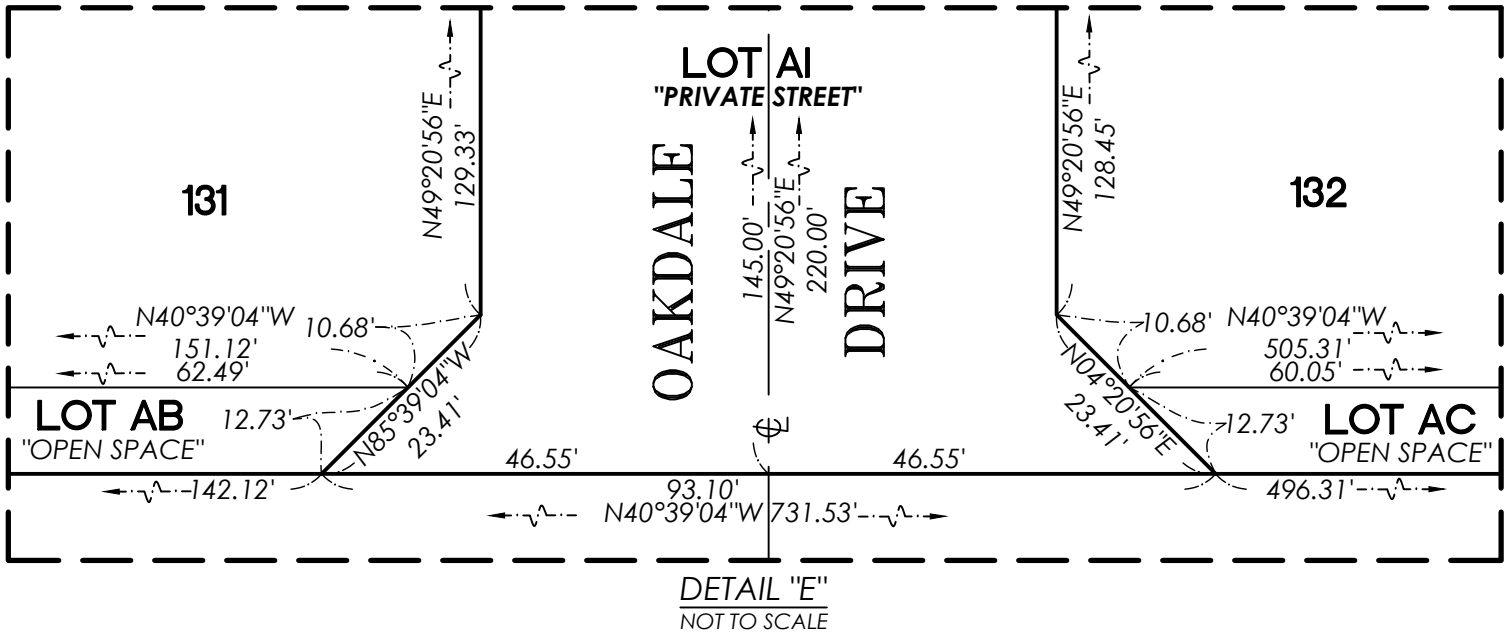 LOT AI
"PRIVATE STREET"
N49°20'56"E
129.33'
131
OAKDALE
145.00'
N49°20'56"E
220.00'
DRIVE
N49°20'56"E
128.45'
132
N40°39'04"W
10.68'
151.12'
62.49'
10.68'
N40°39'04"W
505.31'
60.05'
LOT AB
"OPEN SPACE"
12.73'
N85°39'04"W
23.41'
N04°20'56"E
23.41'
12.73'
LOT AC
"OPEN SPACE"
46.55'
℄
46.55'
142.12'
93.10'
496.31'
N40°39'04"W 731.53'
DETAIL "E"
NOT TO SCALE